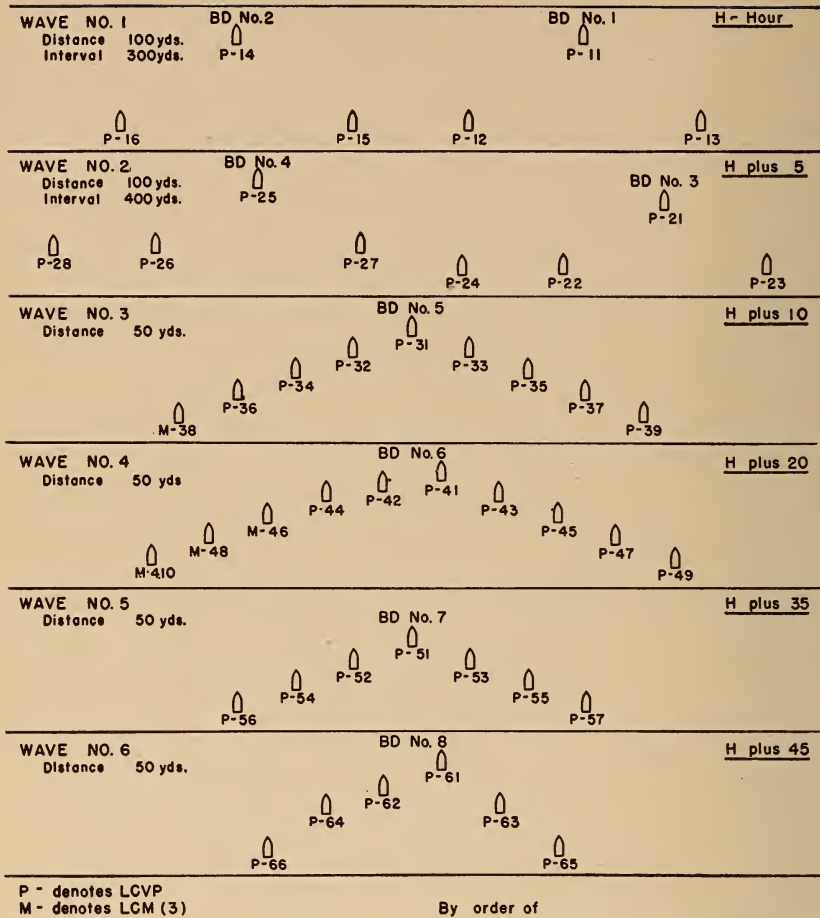 WAVE NO. 1 BD No. 2 BD No. 1 H - Hour
Distance 100 yds.
Interval 300 yds. P-14 P-11
P-16 P-15 P-12 P-13
WAVE NO. 2. BD No. 4 H plus 5
Distance 100 yds. BD No. 3
Interval 400 yds. P-25
P-21
P-28 P-26 P-27
P-24 P-22 P-23
WAVE NO. 3 BD No. 5 H plus 10
Distance 50 yds.
P-31
P-32 P-33
P-34 P-35
P-36 P-37
M-38 P-39
WAVE NO. 4 BD No. 6 H plus 20
Distance 50 yds
P-42 P-41
P-44 P-43
M-46 P-45
M-48 P-47
M-410 P-49
WAVE NO. 5 H plus 35
Distance 50 yds. BD No. 7
P-51
P-52 P-53
P-54 P-55
P-56 P-57
WAVE NO. 6 BD No. 8 H plus 45
Distance 50 yds.
P-61
P-62
P-64 P-63
P-66 P-65
P - denotes LCVP
M - denotes LCM (3) By order of